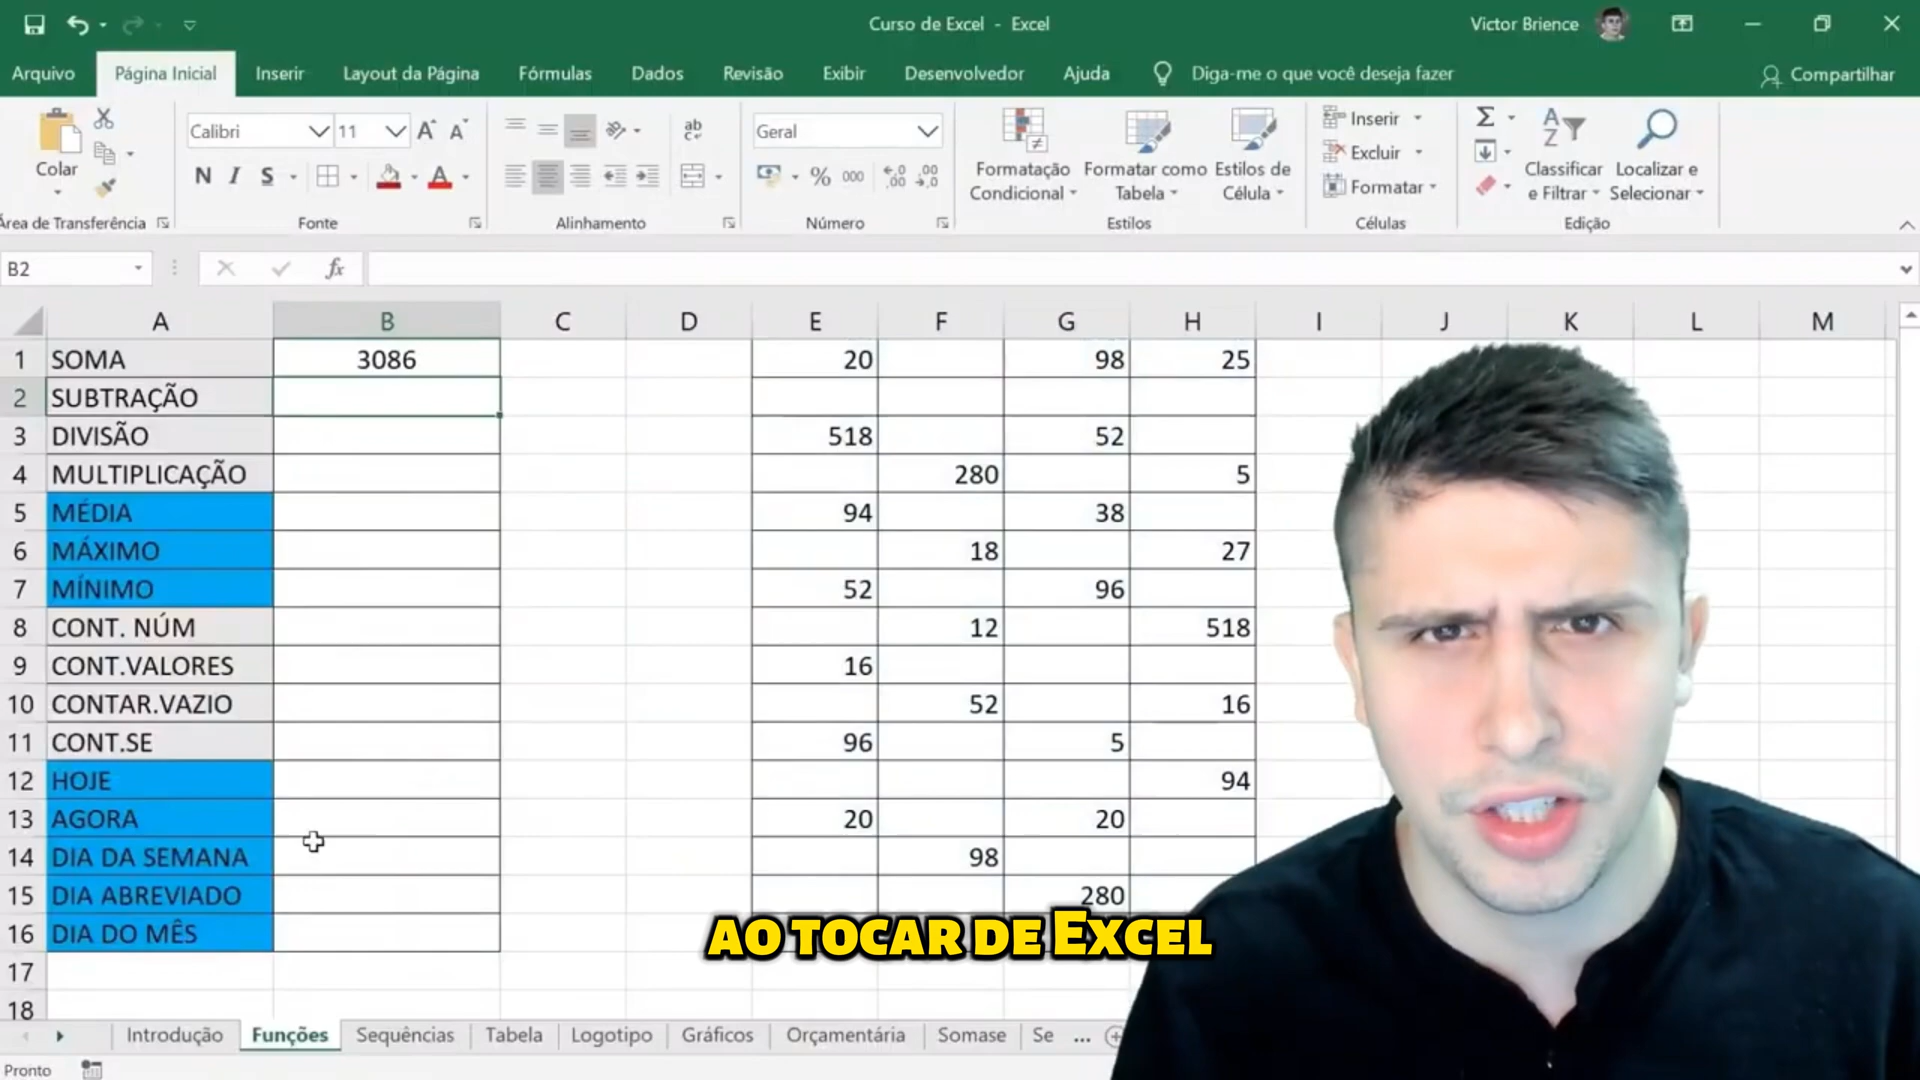 Curso de Excel - Excel
Victor Brience
Arquivo Página Inicial Inserir Layout da Página Fórmulas Dados Revisão Exibir Desenvolvedor Ajuda Diga-me o que você deseja fazer Compartilhar
Colar
Calibri 11
N I S
ab
Geral
% 000
Formatação Condicional
Formatar como Tabela
Estilos de Célula
Inserir
Excluir
Formatar
Classificar e Filtrar
Localizar e Selecionar
Área de Transferência Fonte Alinhamento Número Estilos Células Edição
B2 fx
A B C D E F G H I J K L M
1 SOMA 3086 20 98 25
2 SUBTRAÇÃO
3 DIVISÃO 518 52
4 MULTIPLICAÇÃO 280 5
5 MÉDIA 94 38
6 MÁXIMO 18 27
7 MÍNIMO 52 96
8 CONT. NÚM 12 518
9 CONT.VALORES 16
10 CONTAR.VAZIO 52 16
11 CONT.SE 96 5
12 HOJE 94
13 AGORA 20 20
14 DIA DA SEMANA 98
15 DIA ABREVIADO 280
16 DIA DO MÊS
AO TOCAR DE EXCEL
17
18
Introdução Funções Sequências Tabela Logotipo Gráficos Orçamentária Somase Se ...
Pronto